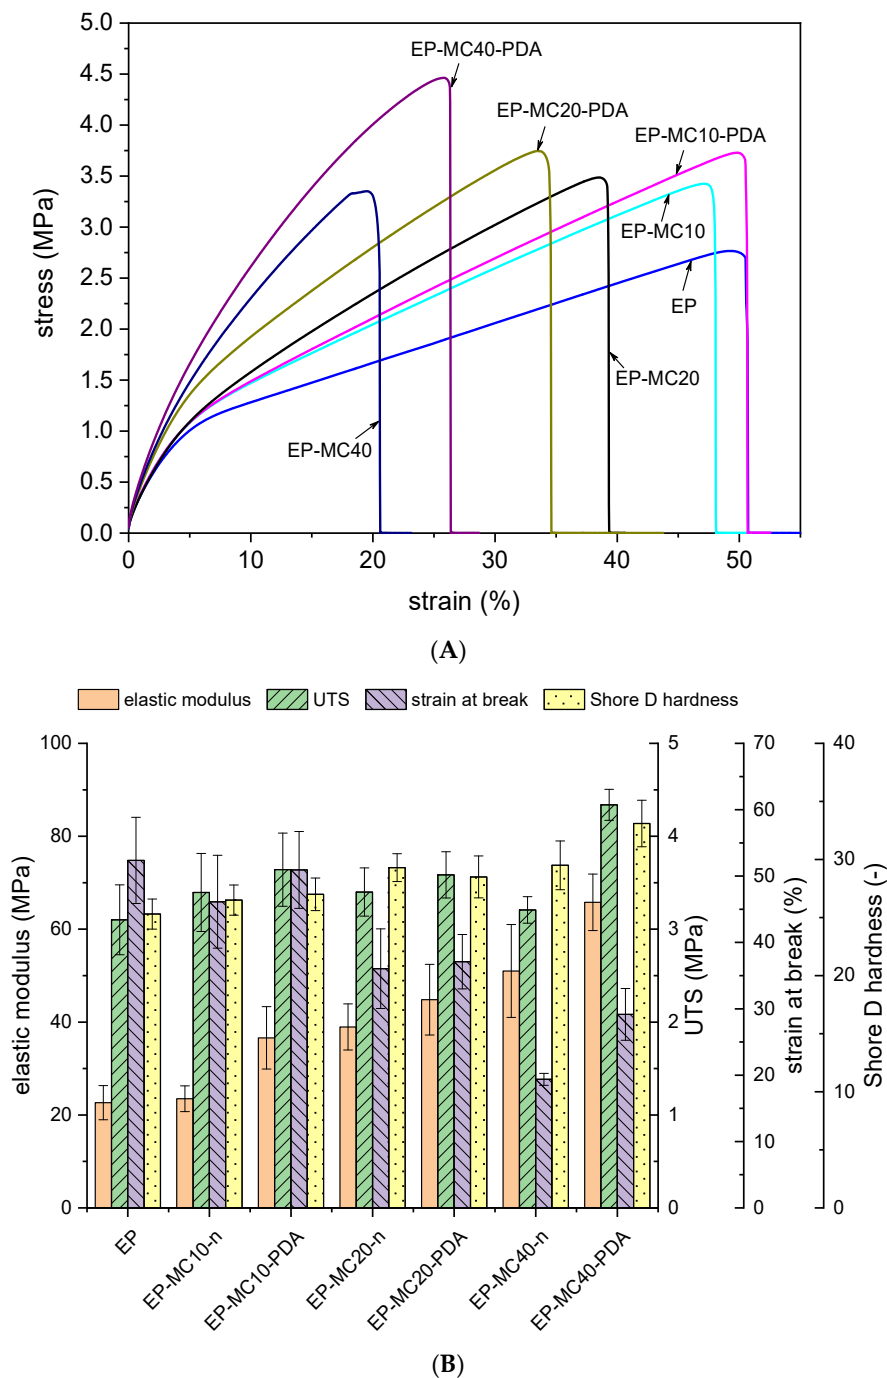 5.0
4.5
4.0
3.5
3.0
2.5
2.0
1.5
1.0
0.5
0.0
stress (MPa)
EP-MC40-PDA
EP-MC20-PDA
EP-MC10-PDA
EP-MC10
EP
EP-MC20
EP-MC40
0 10 20 30 40 50
strain (%)
(A)
elastic modulus UTS strain at break Shore D hardness
100
80
60
40
20
0
elastic modulus (MPa)
5
4
3
2
1
0
UTS (MPa)
70
60
50
40
30
20
10
0
strain at break (%)
40
30
20
10
0
Shore D hardness (-)
EP
EP-MC10-n
EP-MC10-PDA
EP-MC20-n
EP-MC20-PDA
EP-MC40-n
EP-MC40-PDA
(B)